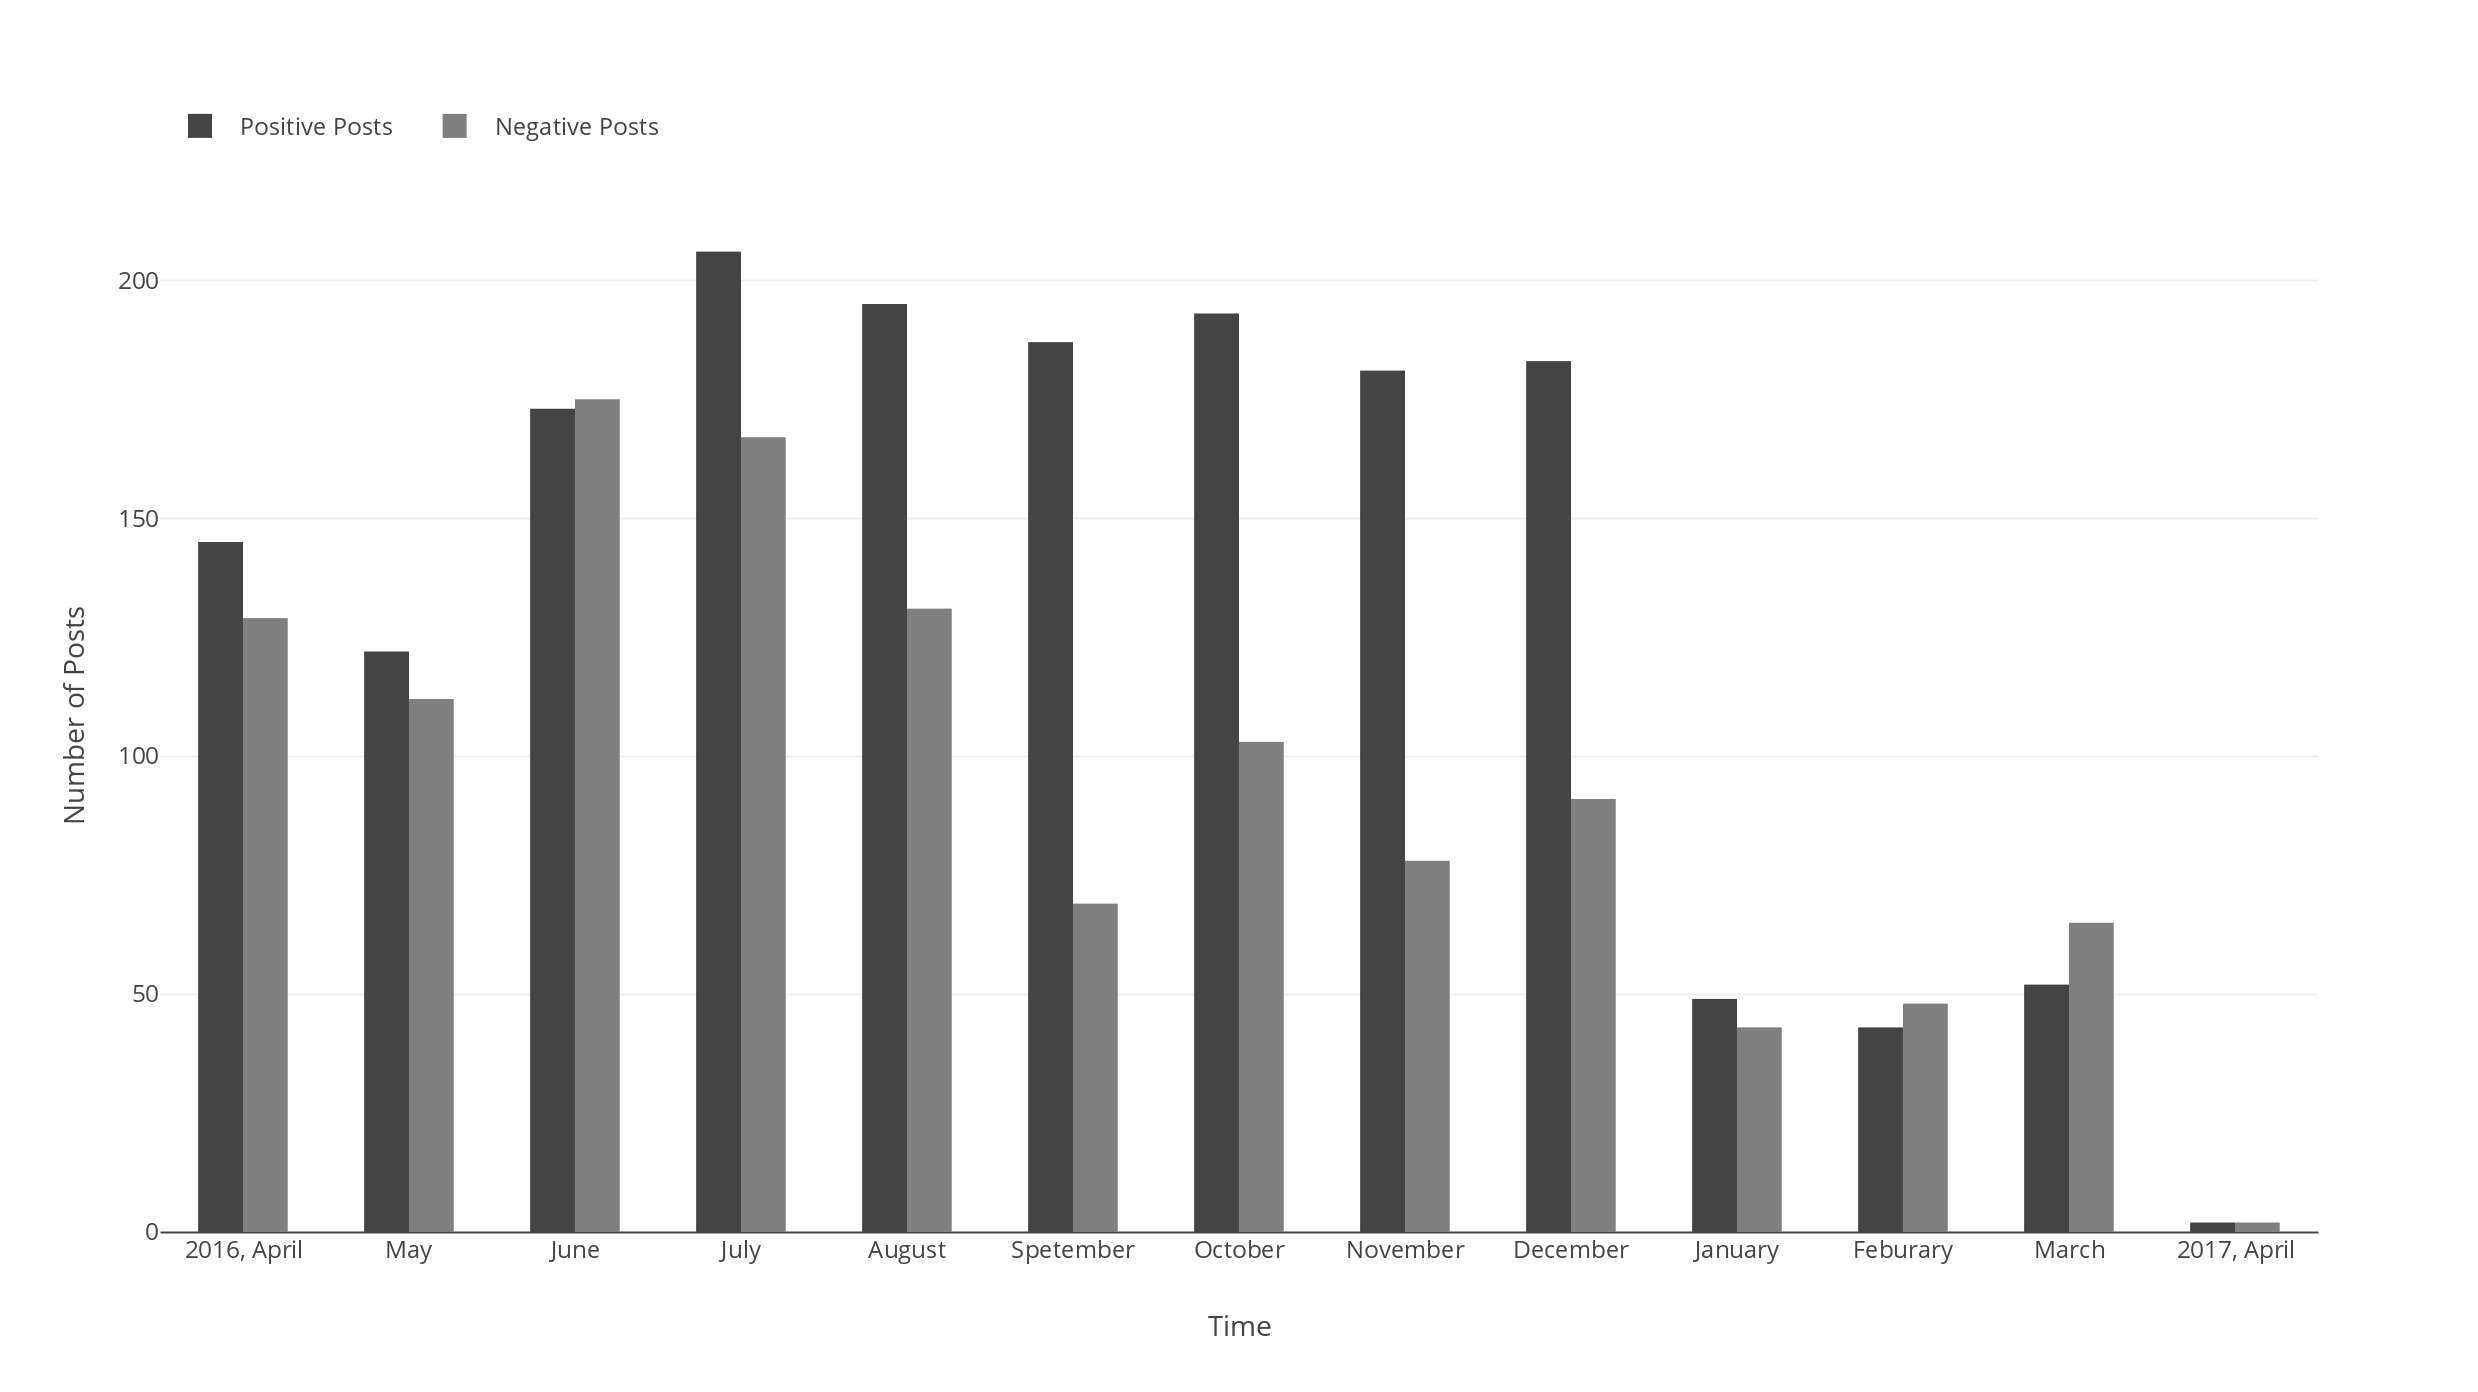 Positive Posts Negative Posts
200
150
100
50
0
Number of Posts
2016, April May June July August Spetember October November December January Feburary March 2017, April
Time